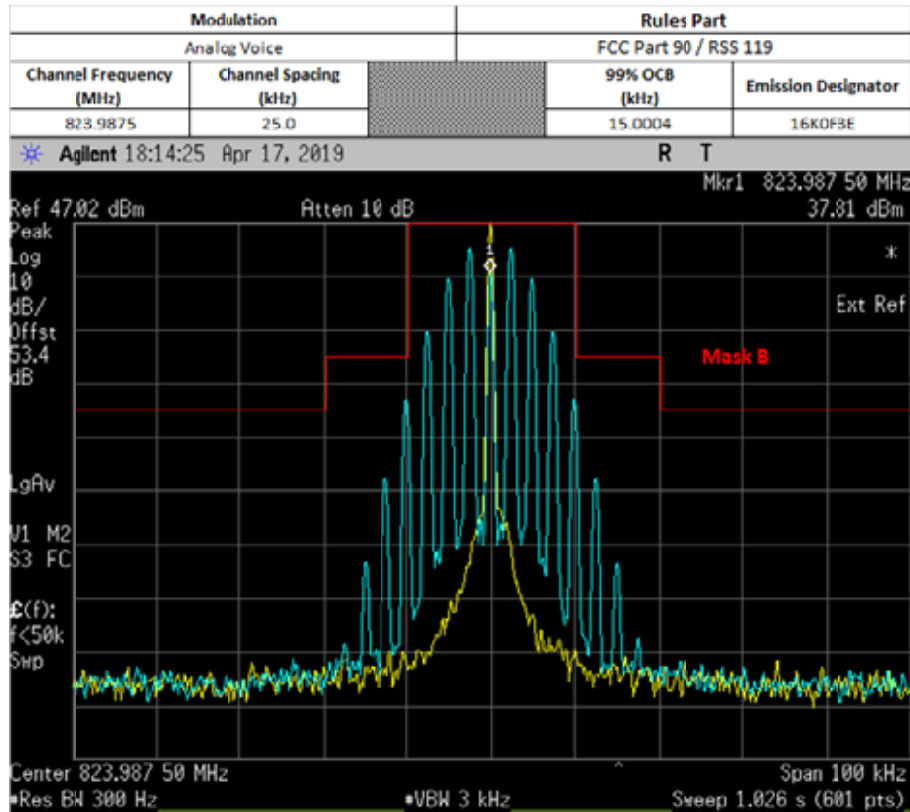 Modulation Rules Part
Analog Voice FCC Part 90 / RSS 119
Channel Frequency (MHz) Channel Spacing (kHz) 99% OCB (kHz) Emission Designator
823.9875 25.0 15.0004 16K0F3E
Agilent 18:14:25 Apr 17, 2019 R T
Mkr1 823.987 50 MHz
Ref 47.02 dBm Atten 10 dB 37.81 dBm
Peak
Log
10
dB/
Offst
53.4
dB
1
*
Ext Ref
Mask B
LgAv
V1 M2
S3 FC
£(f):
f<50k
Swp
Center 823.987 50 MHz Span 100 kHz
#Res BW 300 Hz #VBW 3 kHz Sweep 1.026 s (601 pts)